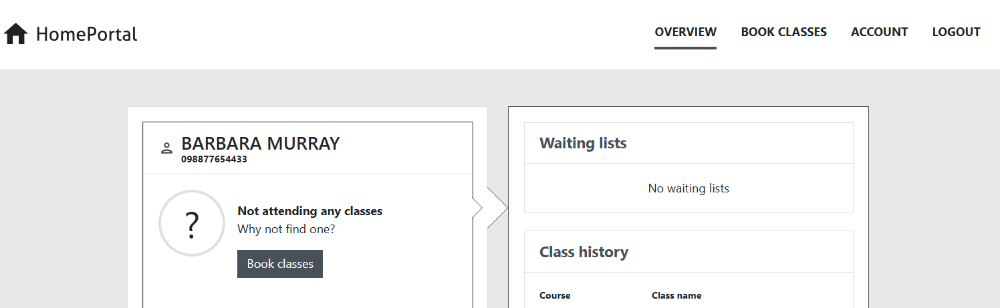 HomePortal
OVERVIEW
BOOK CLASSES
ACCOUNT
LOGOUT
BARBARA MURRAY
098877654433
?
Not attending any classes
Why not find one?
Book classes
Waiting lists
No waiting lists
Class history
Course
Class name